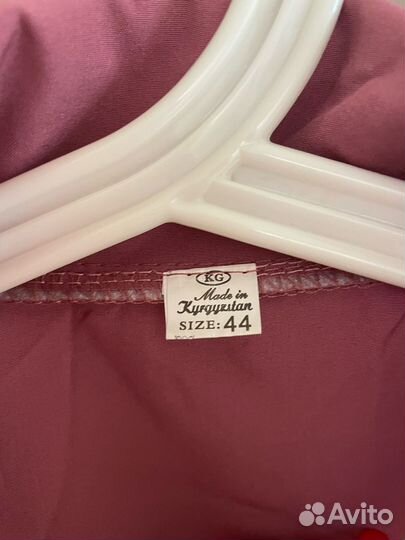 KG
Made in
Kyrgyzstan
SIZE: 44
Avito